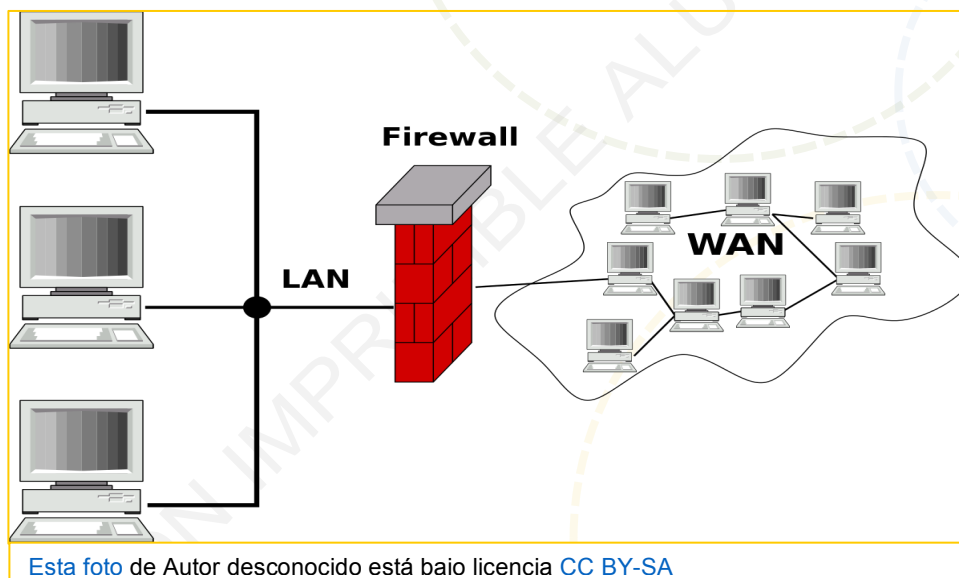 Firewall
WAN
LAN
Esta foto de Autor desconocido está bajo licencia CC BY-SA